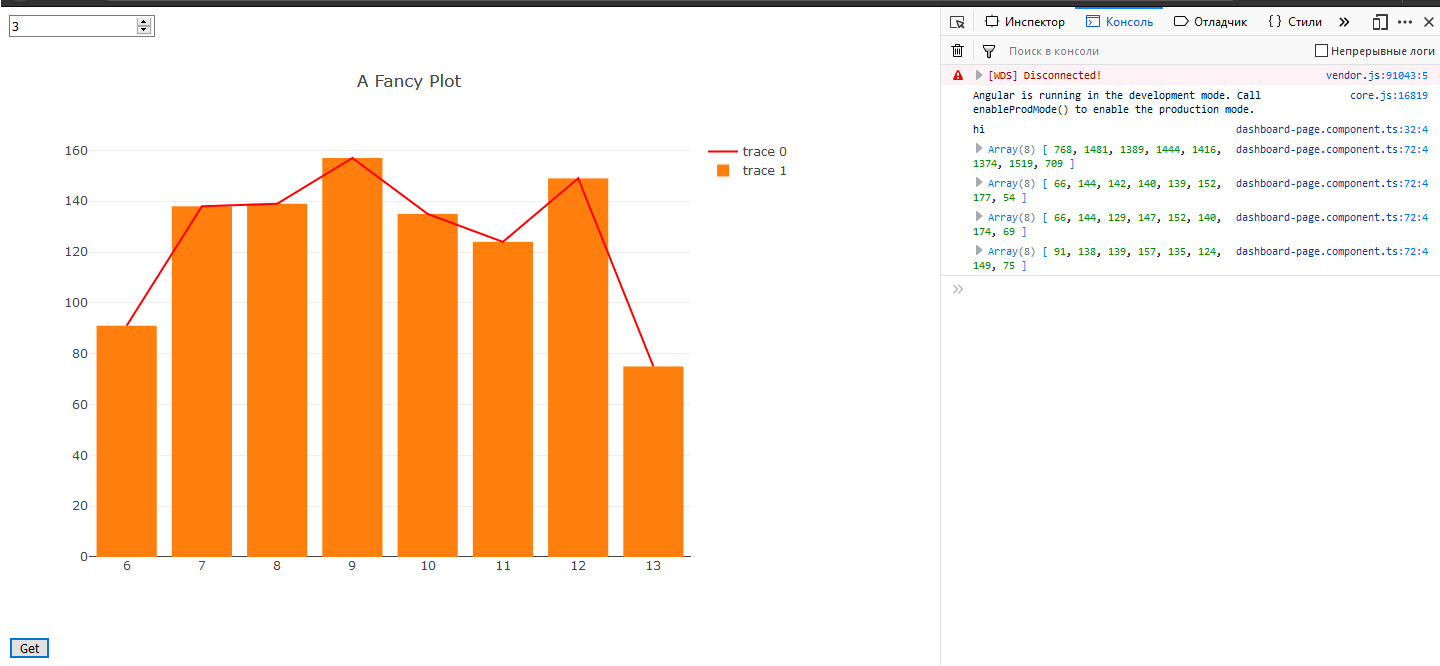 3
A Fancy Plot
160
140
120
100
80
60
40
20
0
6 7 8 9 10 11 12 13
trace 0
trace 1
Get
Инспектор Консоль Отладчик {} Стили
Поиск в консоли Непрерывные логи
[WDS] Disconnected! vendor.js:91043:5
Angular is running in the development mode. Call core.js:16819
enableProdMode() to enable the production mode.
hi dashboard-page.component.ts:32:4
Array(8) [ 768, 1481, 1389, 1444, 1416, dashboard-page.component.ts:72:4
1374, 1519, 709 ]
Array(8) [ 66, 144, 142, 140, 139, 152, dashboard-page.component.ts:72:4
177, 54 ]
Array(8) [ 66, 144, 129, 147, 152, 140, dashboard-page.component.ts:72:4
174, 69 ]
Array(8) [ 91, 138, 139, 157, 135, 124, dashboard-page.component.ts:72:4
149, 75 ]